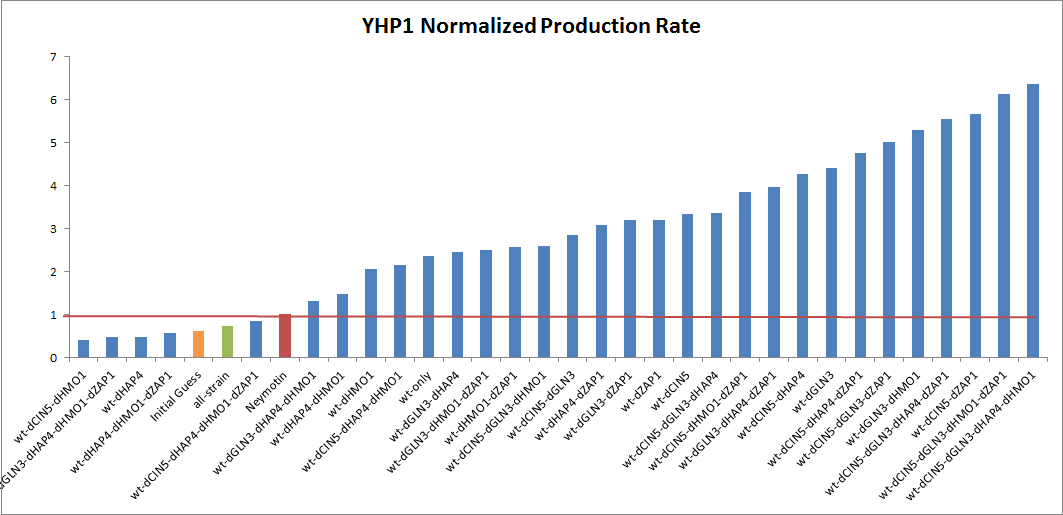 YHP1 Normalized Production Rate
7
6
5
4
3
2
1
0
wt-dCIN5-dHMO1
dGLN3-dHAP4-dHMO1-dZAP1
wt-dHAP4
wt-dHAP4-dHMO1-dZAP1
Initial Guess
all-strain
wt-dCIN5-dHAP4-dHMO1-dZAP1
Neymotin
wt-dGLN3-dHAP4-dHMO1
wt-dHAP4-dHMO1
wt-dHMO1
wt-dCIN5-dHAP4-dHMO1
wt-only
wt-dGLN3-dHAP4
wt-dGLN3-dHMO1-dZAP1
wt-dHMO1-dZAP1
wt-dCIN5-dGLN3-dHMO1
wt-dCIN5-dGLN3
wt-dHAP4-dZAP1
wt-dGLN3-dZAP1
wt-dZAP1
wt-dCIN5
wt-dCIN5-dGLN3-dHAP4
wt-dCIN5-dHMO1-dZAP1
wt-dGLN3-dHAP4-dZAP1
wt-dCIN5-dHAP4
wt-dGLN3
wt-dCIN5-dHAP4-dZAP1
wt-dCIN5-dGLN3-dZAP1
wt-dGLN3-dHMO1
wt-dCIN5-dGLN3-dHAP4-dZAP1
wt-dCIN5-dZAP1
wt-dCIN5-dGLN3-dHMO1-dZAP1
wt-dCIN5-dGLN3-dHAP4-dHMO1